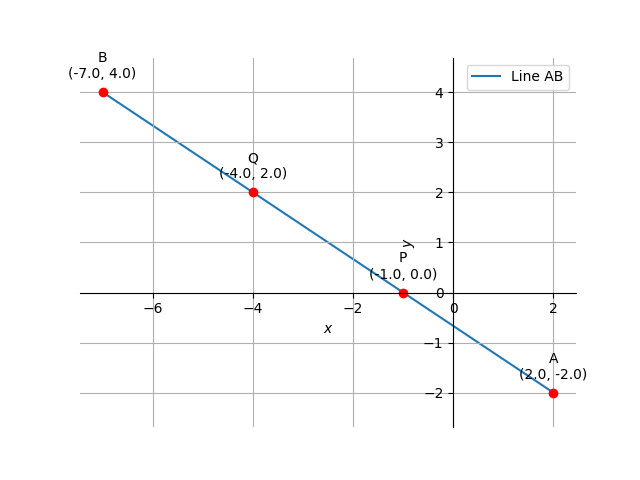 B
(-7.0, 4.0)
Line AB
4
3
Q
(-4.0, 2.0)
2
y
1
P
(-1.0, 0.0)
0
−6
−4
−2
0
2
x
−1
A
(2.0, -2.0)
−2